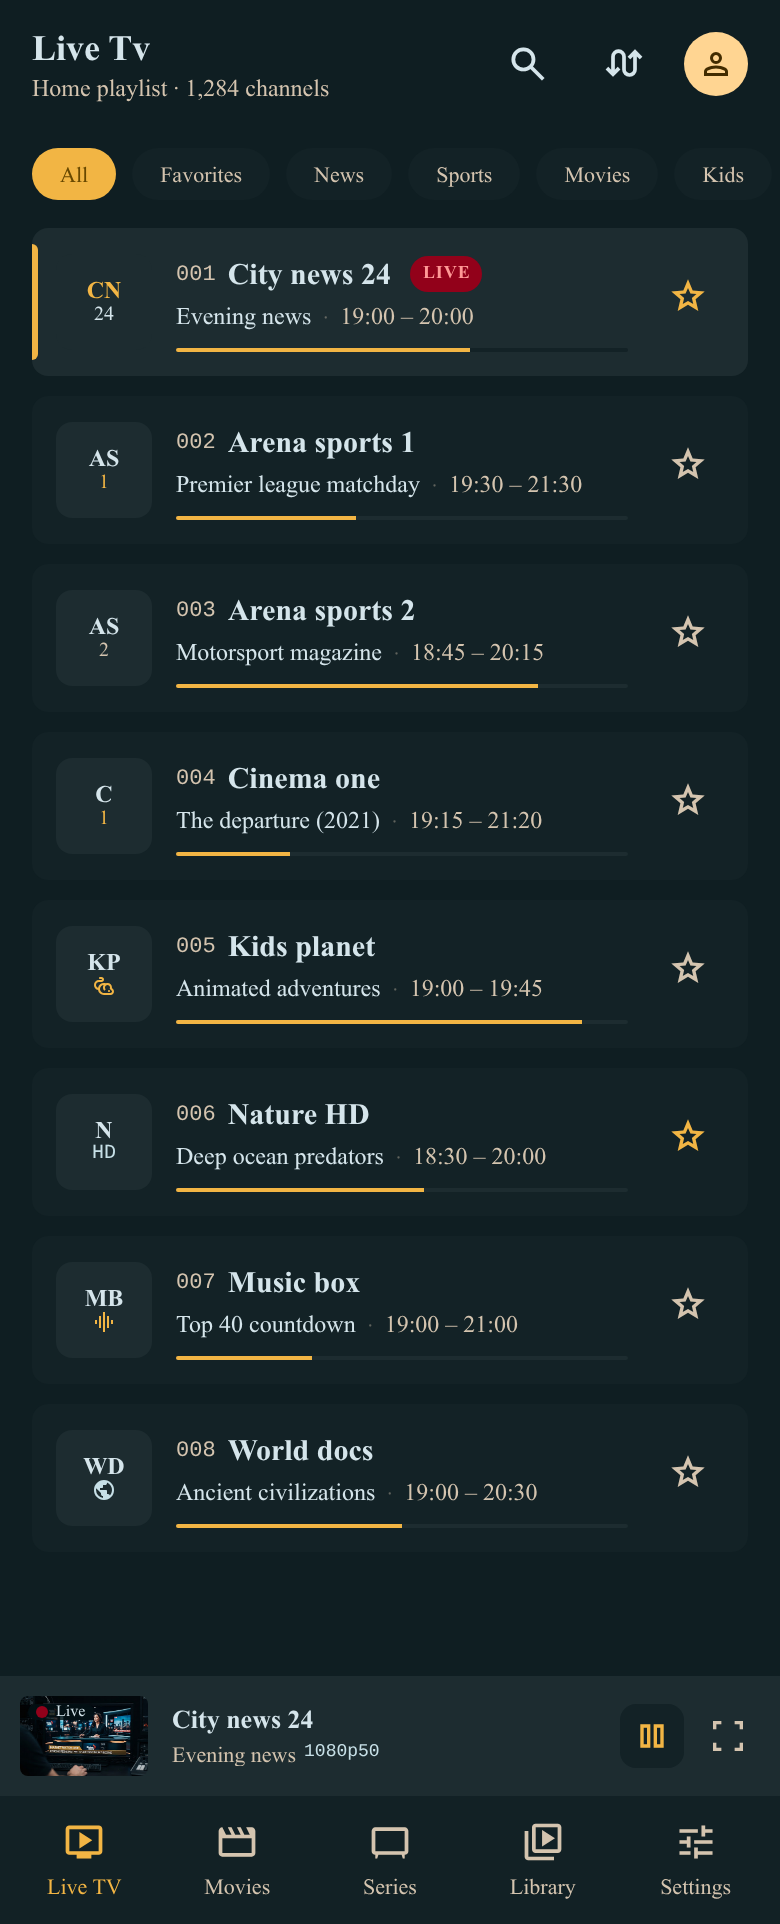 Live Tv
Home playlist · 1,284 channels
All Favorites News Sports Movies Kids
CN
24
001 City news 24 LIVE
Evening news · 19:00 – 20:00
AS
1
002 Arena sports 1
Premier league matchday · 19:30 – 21:30
AS
2
003 Arena sports 2
Motorsport magazine · 18:45 – 20:15
C
1
004 Cinema one
The departure (2021) · 19:15 – 21:20
KP
005 Kids planet
Animated adventures · 19:00 – 19:45
N
HD
006 Nature HD
Deep ocean predators · 18:30 – 20:00
MB
007 Music box
Top 40 countdown · 19:00 – 21:00
WD
008 World docs
Ancient civilizations · 19:00 – 20:30
Live
City news 24
Evening news 1080p50
Live TV Movies Series Library Settings